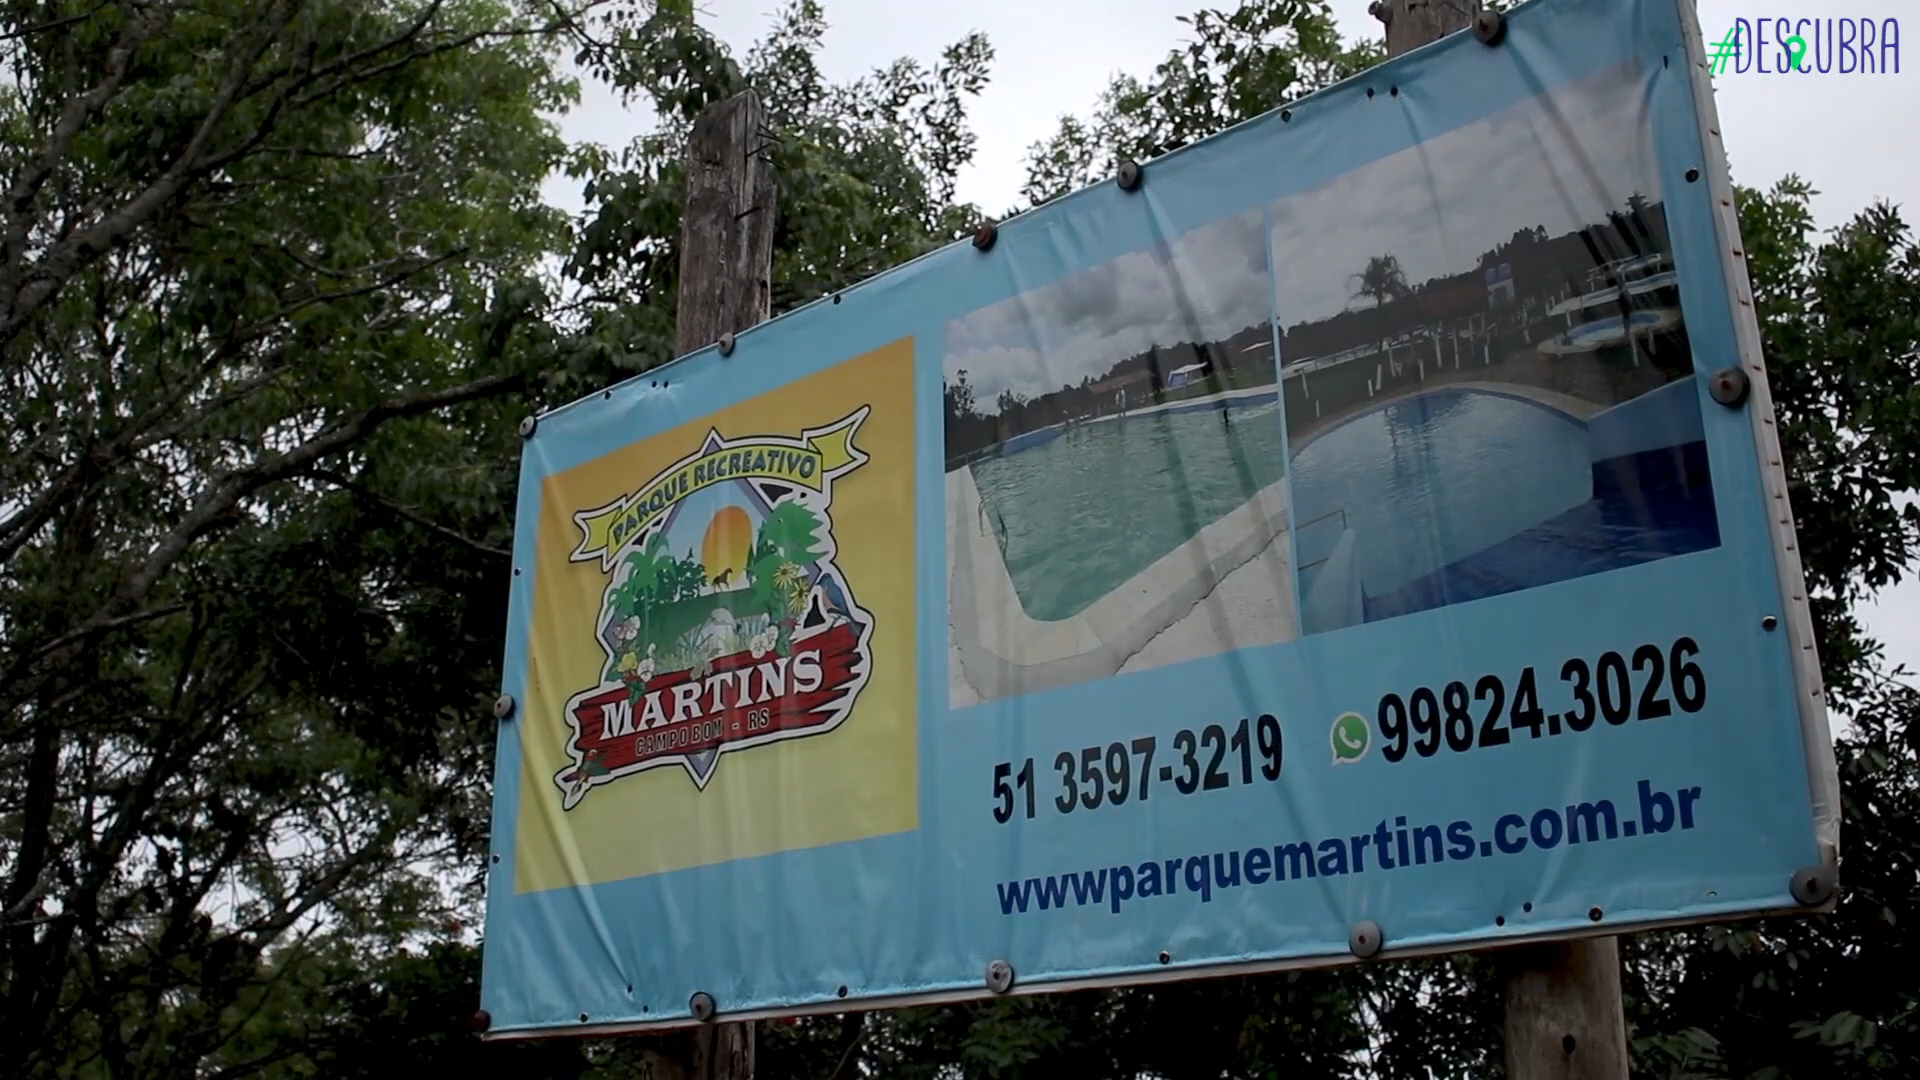 #DESCUBRA
PARQUE RECREATIVO
MARTINS
CAMPO BOM - RS
51 3597-3219 99824.3026
wwwparquemartins.com.br